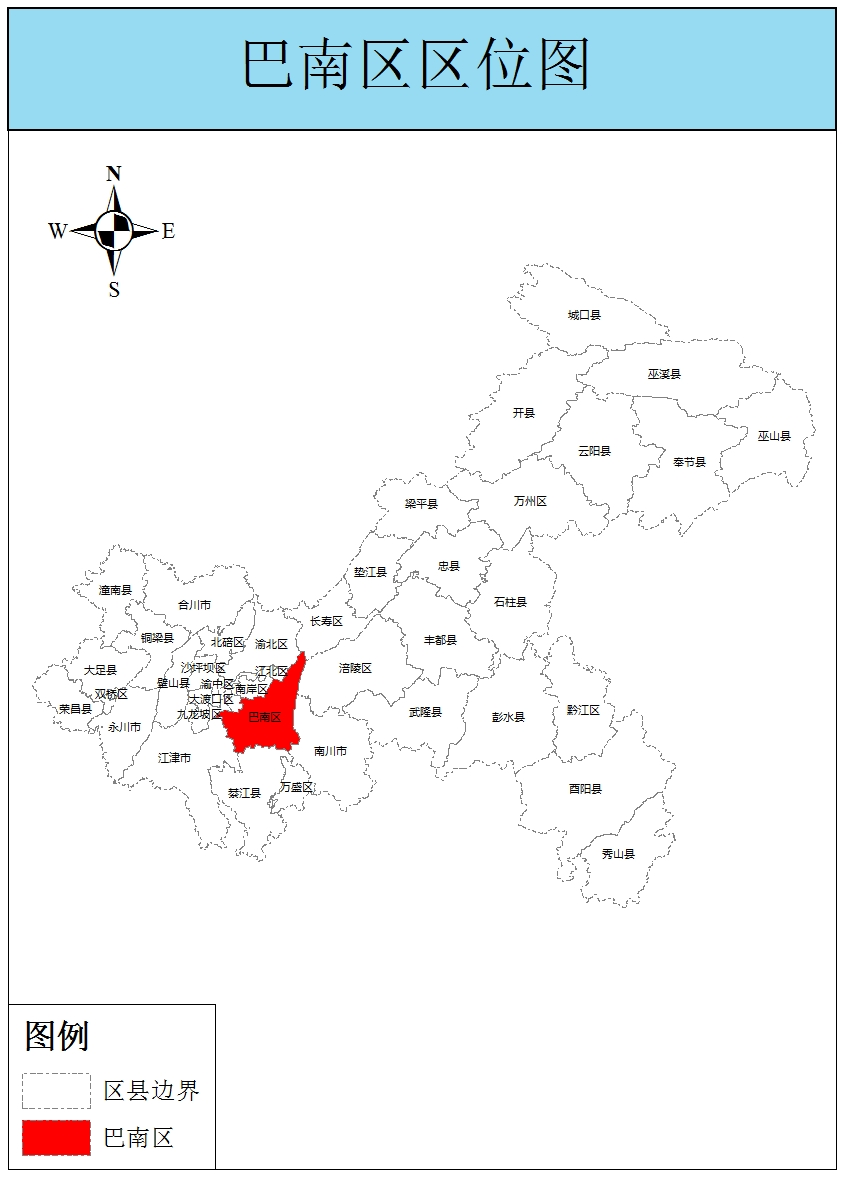 巴南区区位图
N
W
E
S
城口县
巫溪县
开县
巫山县
云阳县
奉节县
万州区
梁平县
忠县
垫江县
石柱县
潼南县
合川市
长寿区
铜梁县
北碚区
渝北区
丰都县
沙坪坝区
涪陵区
大足县
江北区
璧山县
渝中区
南岸区
双桥区
大渡口区
荣昌县
九龙坡区
巴南区
武隆县
彭水县
黔江区
永川市
南川市
江津市
万盛区
酉阳县
綦江县
秀山县
图例
区县边界
巴南区